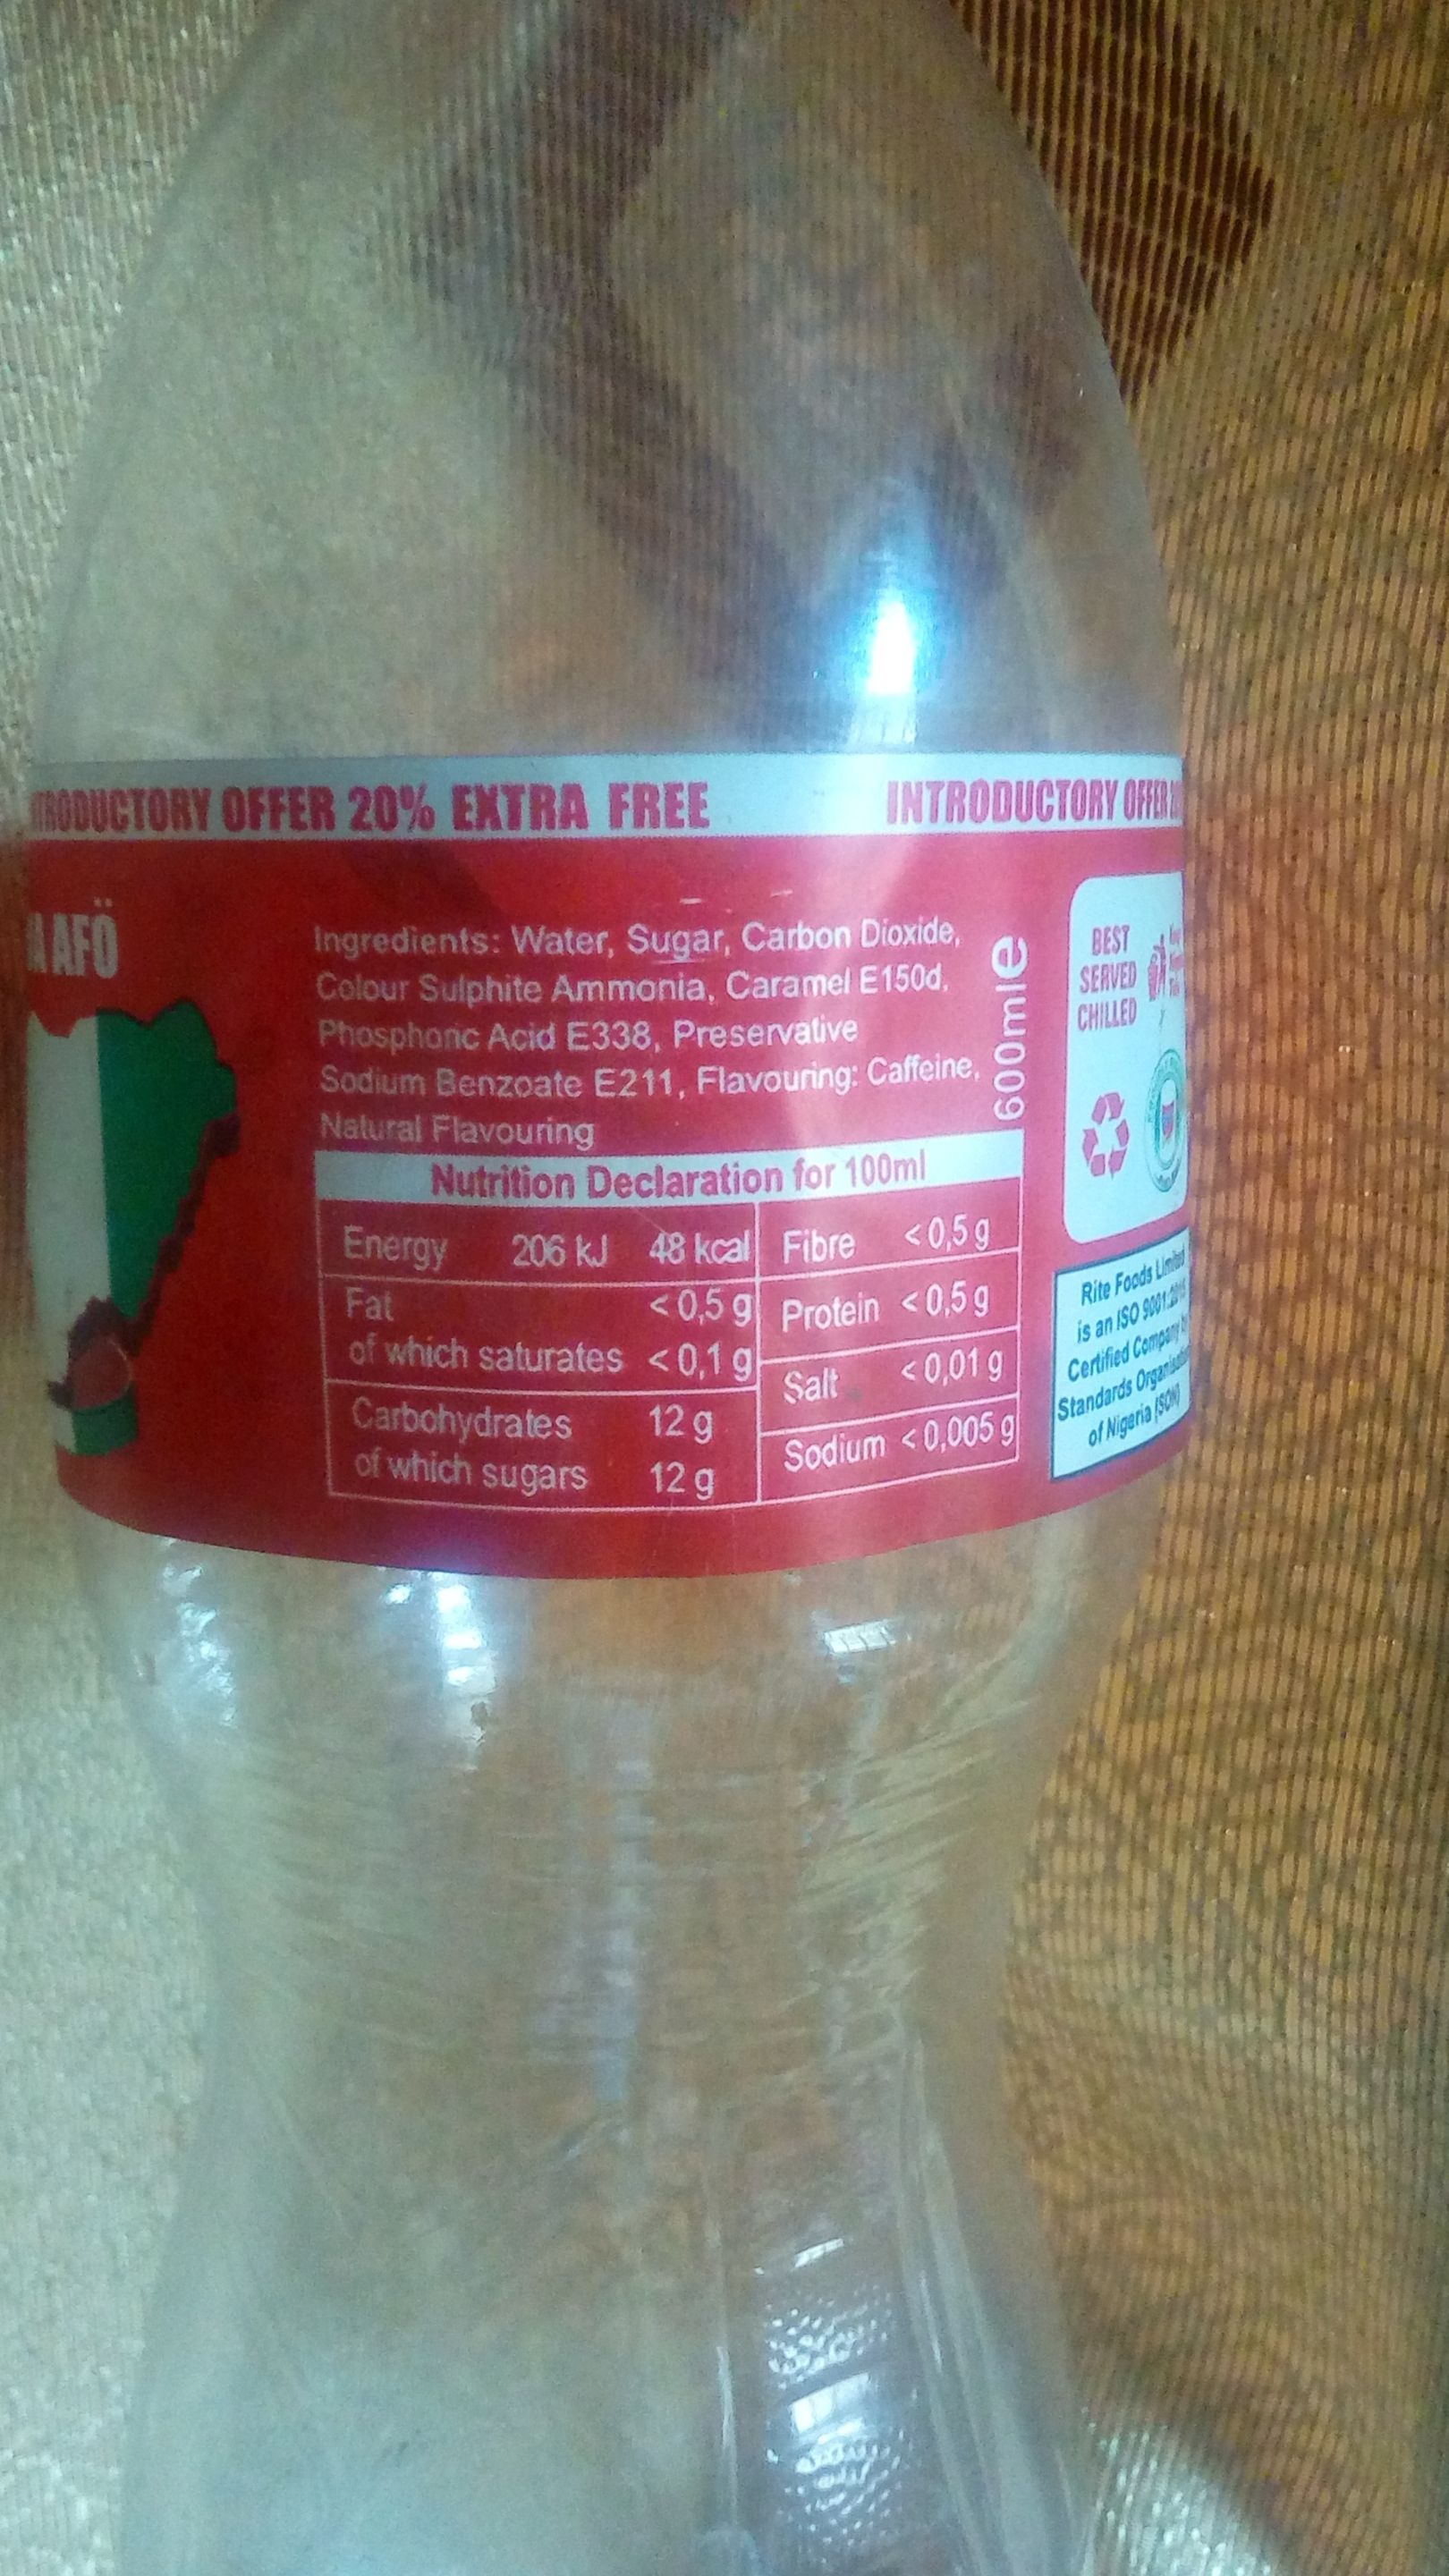 TRODUCTORY OFFER 20% EXTRA FREE
INTRODUCTORY OFFER
AFÖ
Ingredients: Water, Sugar, Carbon Dioxide,
Colour Sulphite Ammonia, Caramel E150d,
Phosphoric Acid E338, Preservative
Sodium Benzoate E211, Flavouring: Caffeine,
Natural Flavouring
600ml e
Nutrition Declaration for 100ml
Energy 206 kJ 48 kcal
Fat <0,5 g
of which saturates <0,1 g
Carbohydrates 12 g
of which sugars 12 g
Fibre <0,5 g
Protein <0,5 g
Salt <0,01 g
Sodium <0,005 g
BEST
SERVED
CHILLED
Rite Foods Limited
is an ISO 9001:2015
Certified Company
Standards Organisation
of Nigeria (SON)